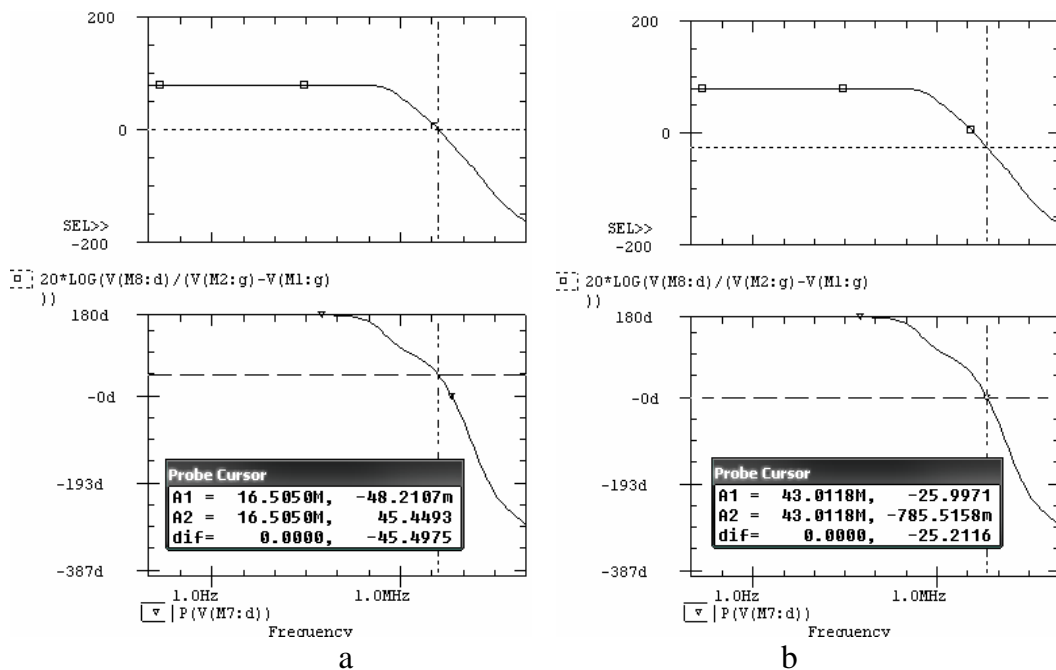 200
0
SEL>>
-200
20*LOG(V(M8:d)/(V(M2:g)-V(M1:g)
))
180d
-0d
-193d
-387d
Probe Cursor
A1 = 16.5050M, -48.2107m
A2 = 16.5050M, 45.4493
dif= 0.0000, -45.4975
1.0Hz 1.0MHz
P(V(M7:d))
Frequency
a
200
0
SEL>>
-200
20*LOG(V(M8:d)/(V(M2:g)-V(M1:g)
))
180d
-0d
-193d
-387d
Probe Cursor
A1 = 43.0118M, -25.9971
A2 = 43.0118M, -785.5158m
dif= 0.0000, -25.2116
1.0Hz 1.0MHz
P(V(M7:d))
Frequency
b